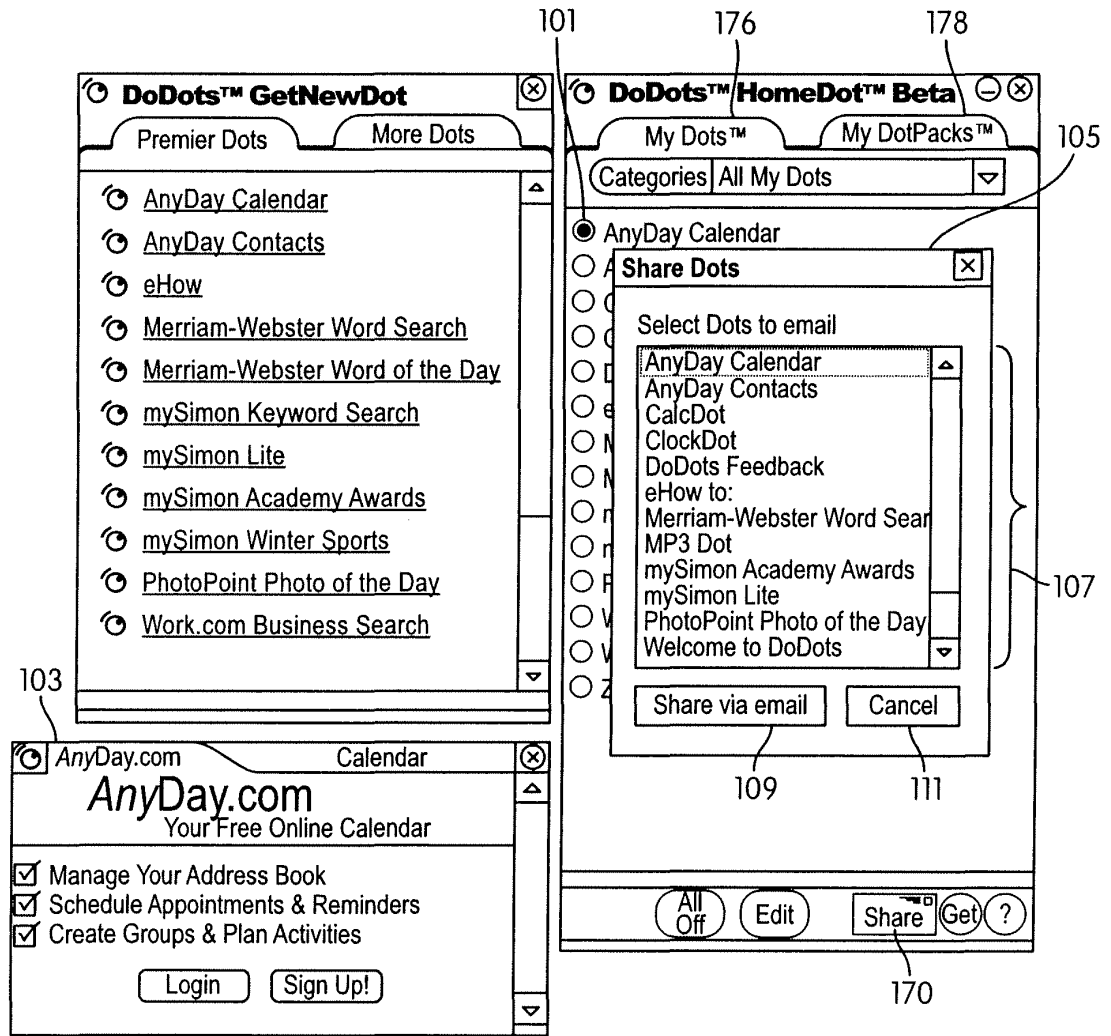 101
176
178
DoDots™ GetNewDot
Premier Dots
More Dots
AnyDay Calendar
AnyDay Contacts
eHow
Merriam-Webster Word Search
Merriam-Webster Word of the Day
mySimon Keyword Search
mySimon Lite
mySimon Academy Awards
mySimon Winter Sports
PhotoPoint Photo of the Day
Work.com Business Search
DoDots™ HomeDot™ Beta
My Dots™
My DotPacks™
105
Categories All My Dots
AnyDay Calendar
Share Dots
Select Dots to email
AnyDay Calendar
AnyDay Contacts
CalcDot
ClockDot
DoDots Feedback
eHow to:
Merriam-Webster Word Sear
MP3 Dot
mySimon Academy Awards
mySimon Lite
PhotoPoint Photo of the Day
Welcome to DoDots
107
Share via email
Cancel
109
111
103
AnyDay.com
Calendar
AnyDay.com
Your Free Online Calendar
Manage Your Address Book
Schedule Appointments & Reminders
Create Groups & Plan Activities
Login
Sign Up!
All Off
Edit
Share
Get
?
170